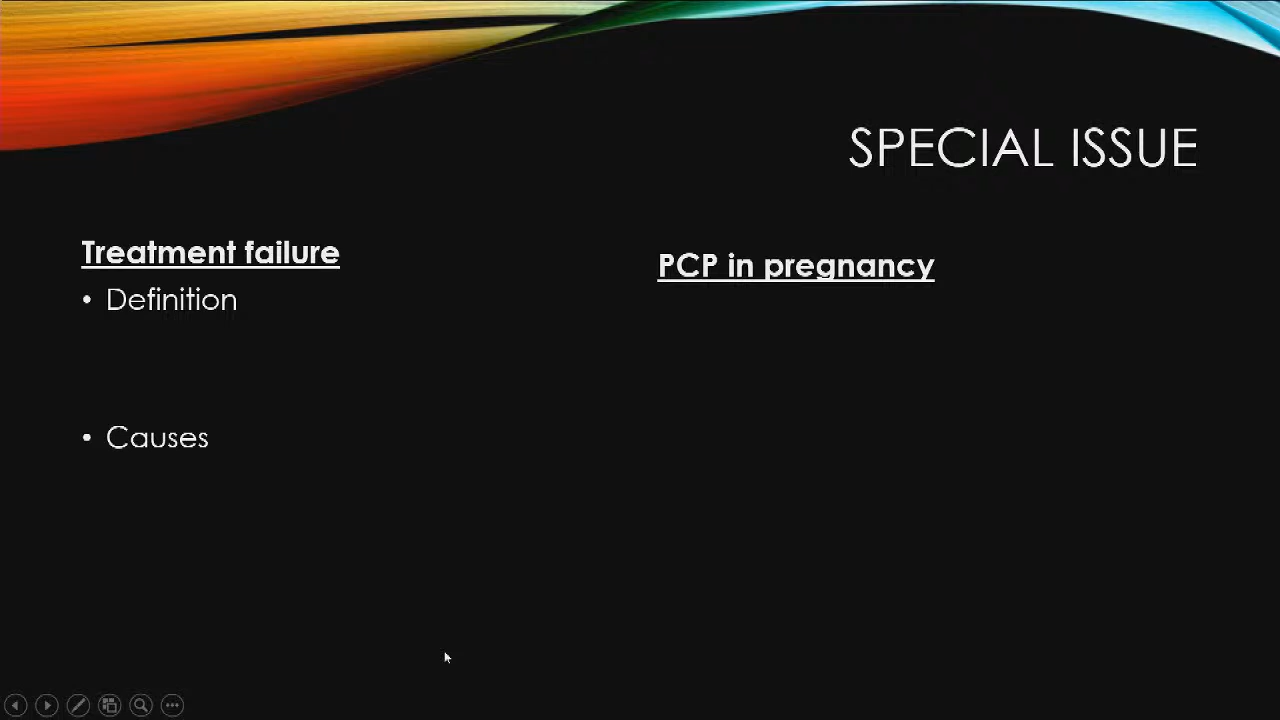 SPECIAL ISSUE
Treatment failure
• Definition
• Causes
PCP in pregnancy